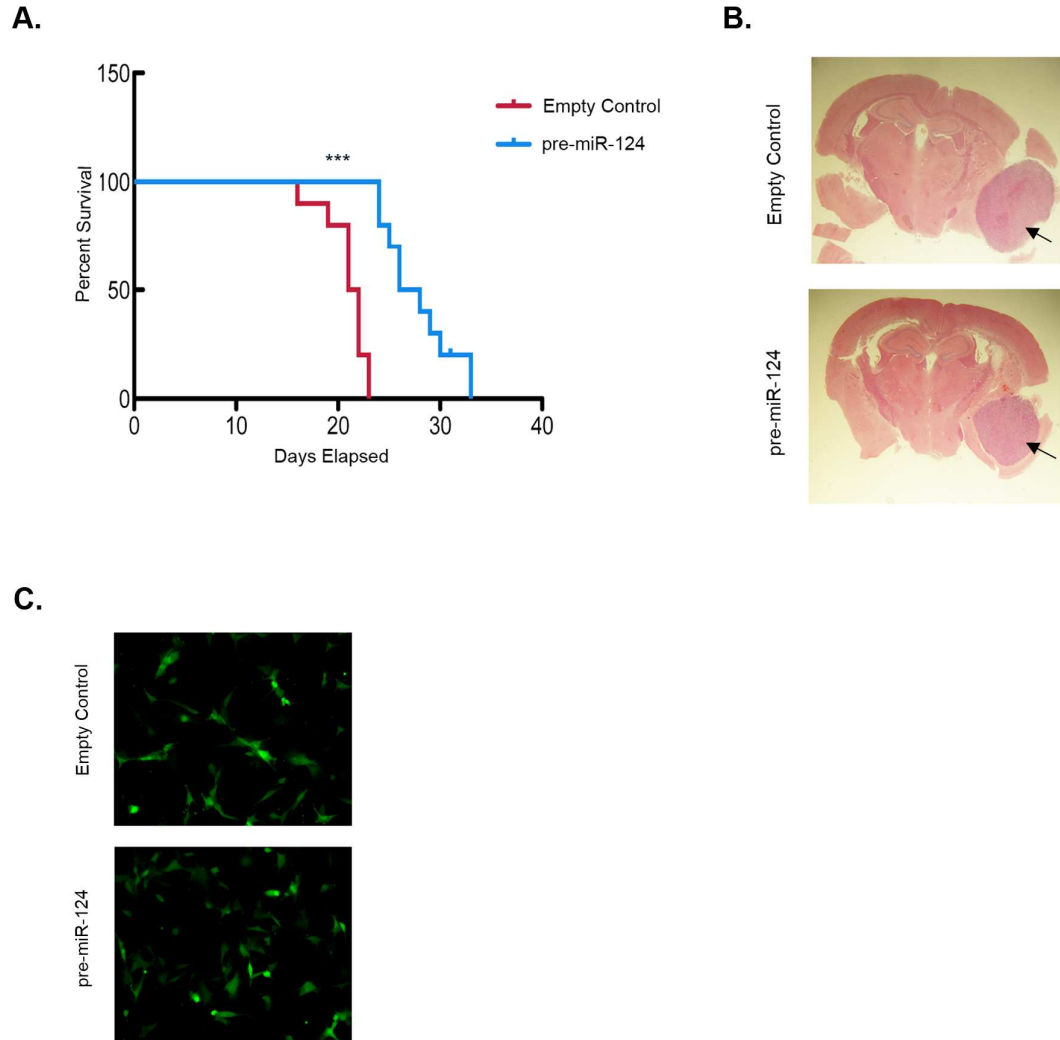 A.
150
100
50
0
Percent Survival
***
Empty Control
pre-miR-124
0 10 20 30 40
Days Elapsed
B.
Empty Control
pre-miR-124
C.
Empty Control
pre-miR-124